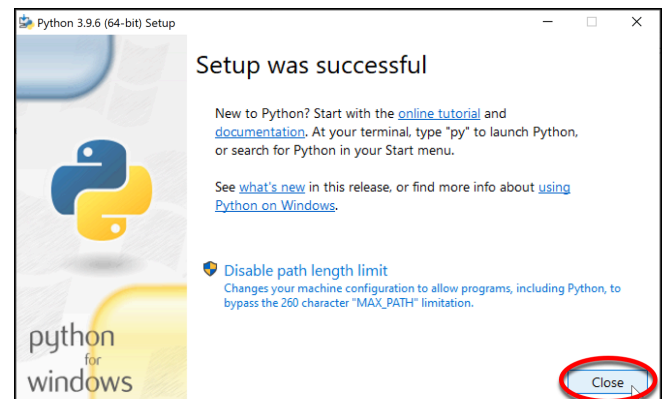 Python 3.9.6 (64-bit) Setup
Setup was successful
New to Python? Start with the online tutorial and
documentation. At your terminal, type "py" to launch Python,
or search for Python in your Start menu.
See what's new in this release, or find more info about using
Python on Windows.
Disable path length limit
Changes your machine configuration to allow programs, including Python, to
bypass the 260 character "MAX_PATH" limitation.
python
for
windows
Close